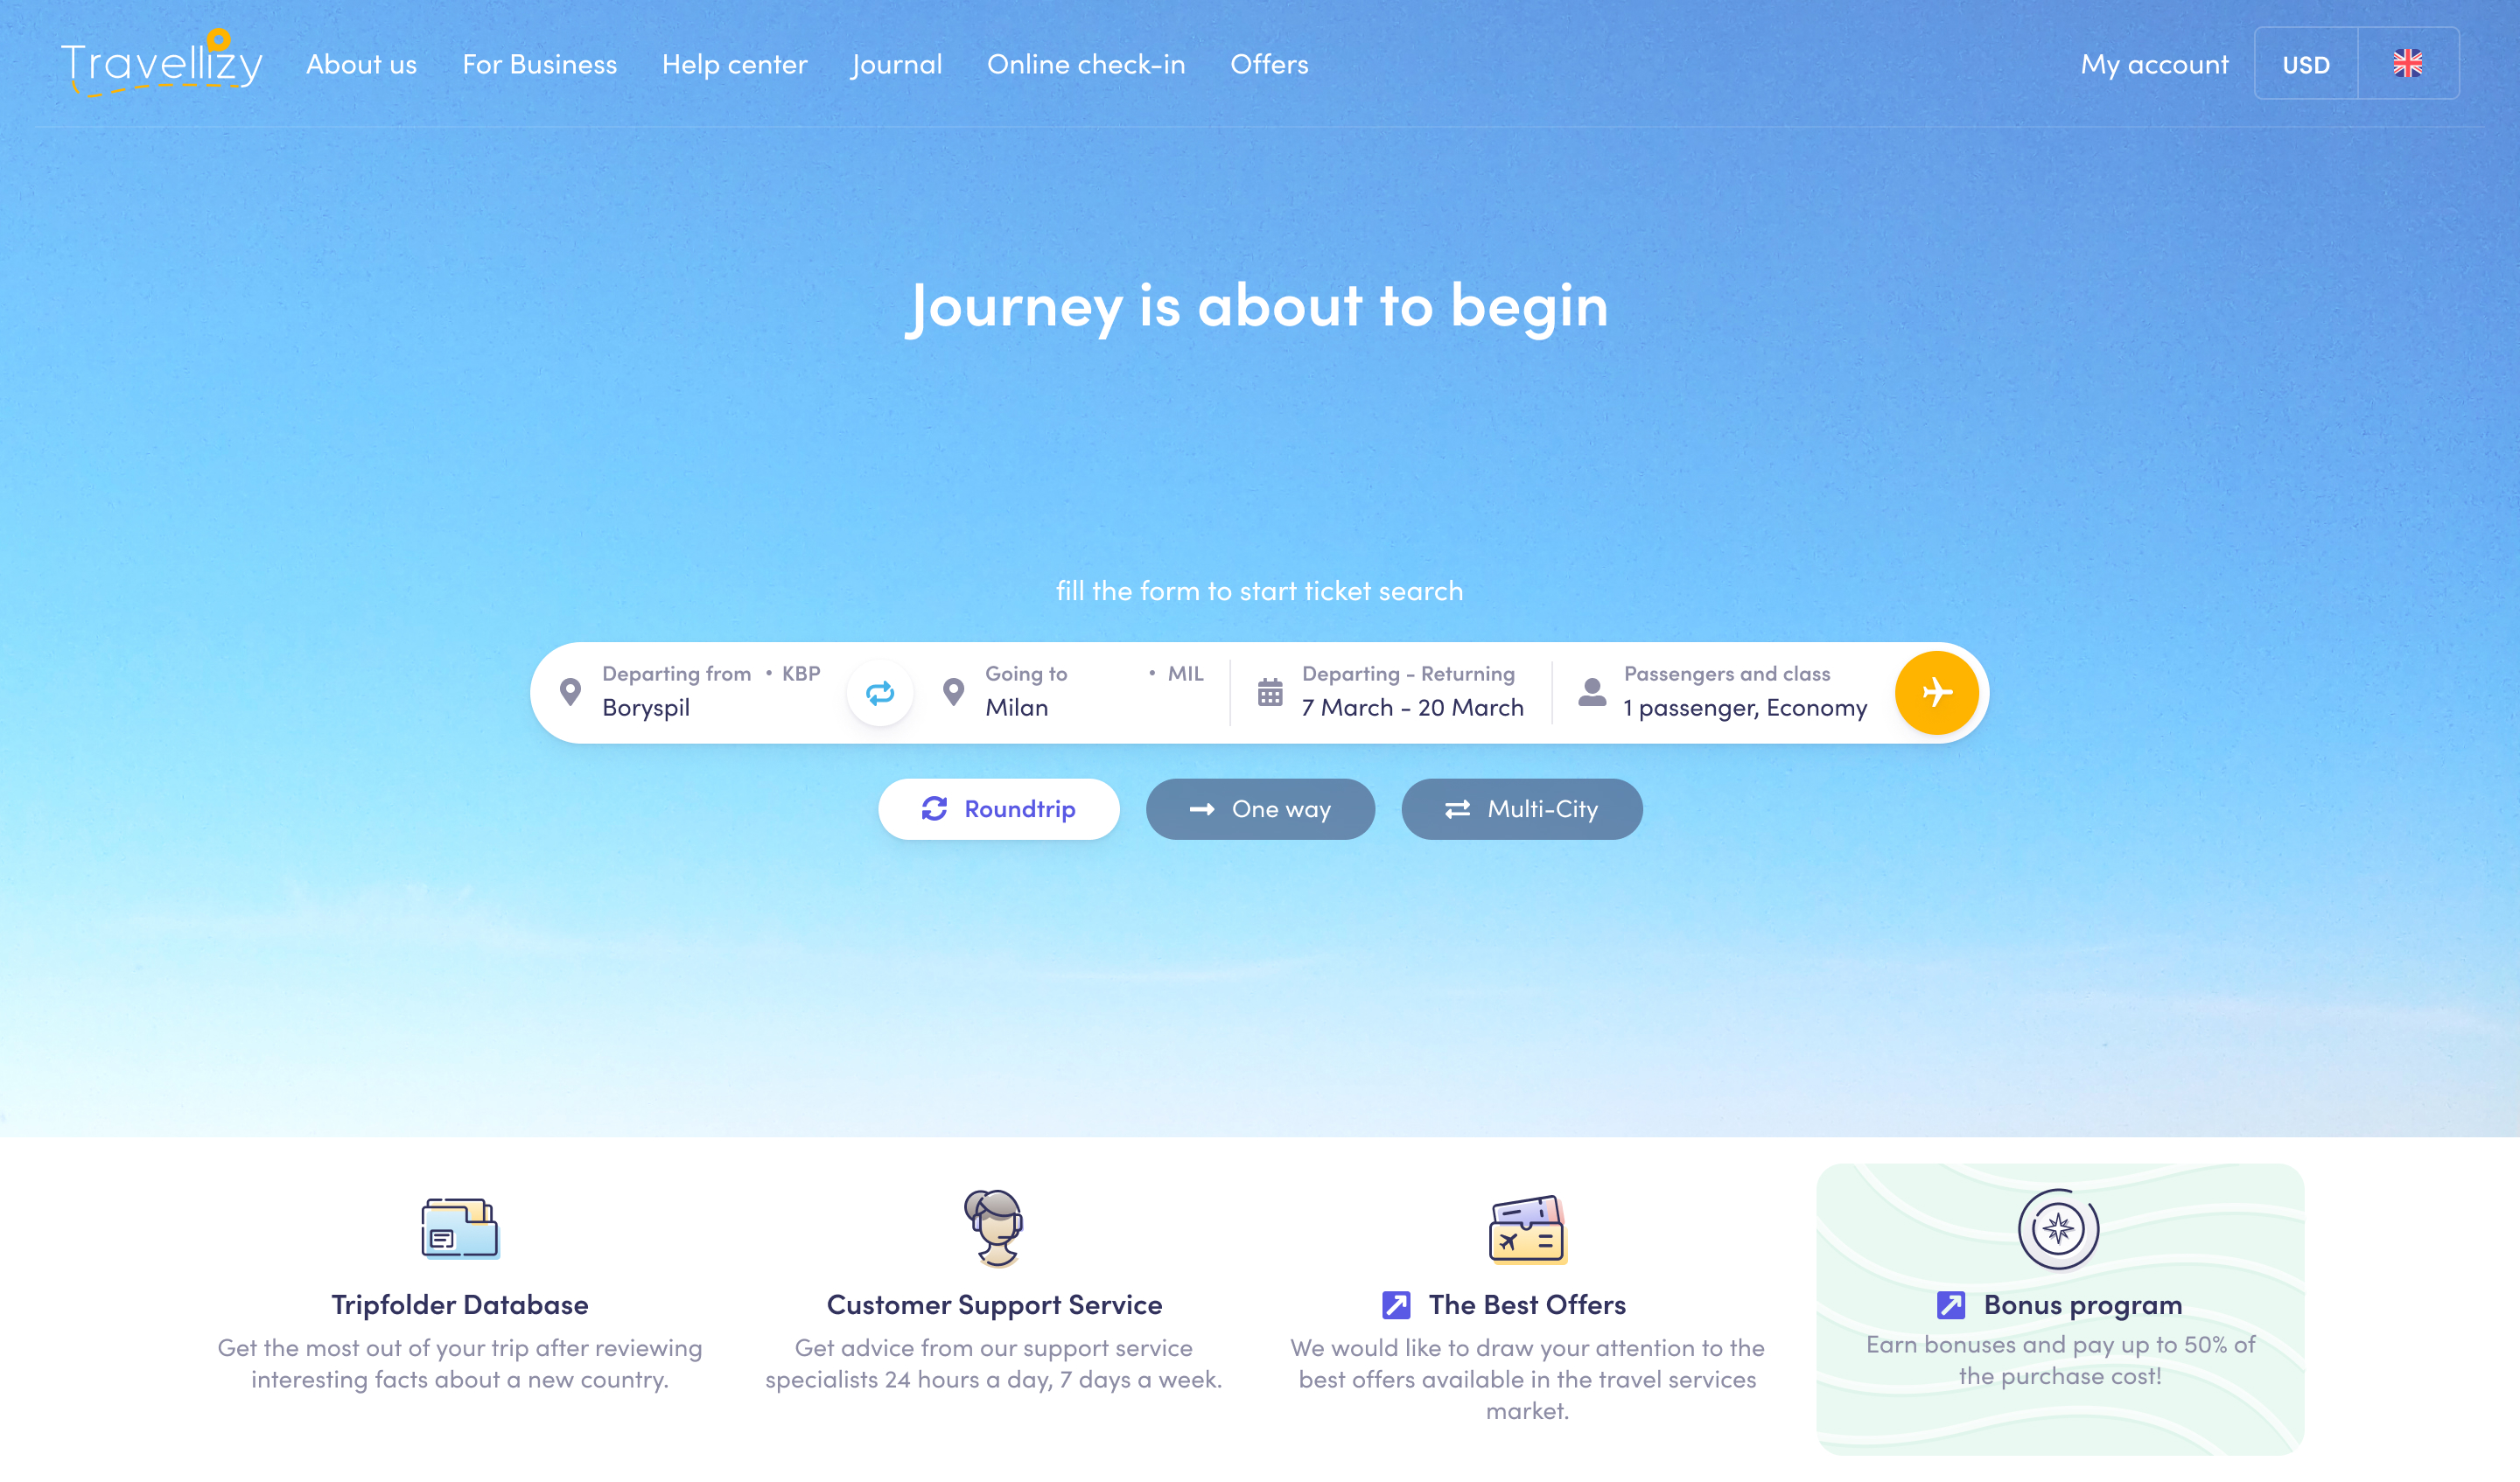 Travellizy
About us
For Business
Help center
Journal
Online check-in
Offers
My account
USD
Journey is about to begin
fill the form to start ticket search
Departing from • KBP
Boryspil
Going to • MIL
Milan
Departing - Returning
7 March - 20 March
Passengers and class
1 passenger, Economy
Roundtrip
One way
Multi-City
Tripfolder Database
Get the most out of your trip after reviewing
interesting facts about a new country.
Customer Support Service
Get advice from our support service
specialists 24 hours a day, 7 days a week.
The Best Offers
We would like to draw your attention to the
best offers available in the travel services
market.
Bonus program
Earn bonuses and pay up to 50% of
the purchase cost!